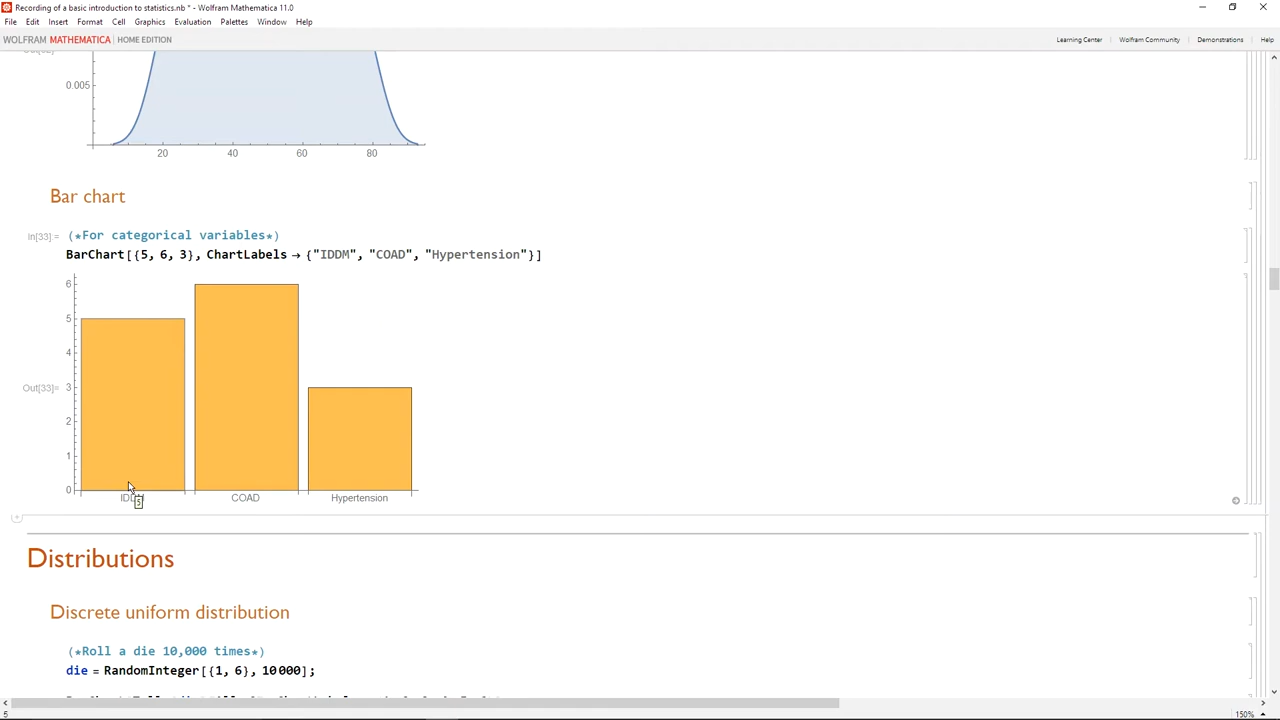 Recording of a basic introduction to statistics.nb * - Wolfram Mathematica 11.0
File Edit Insert Format Cell Graphics Evaluation Palettes Window Help
WOLFRAM MATHEMATICA | HOME EDITION
Learning Center | Wolfram Community | Demonstrations | Help
0.005
20 40 60 80
Bar chart
In[33]:= (*For categorical variables*)
BarChart[{5, 6, 3}, ChartLabels → {"IDDM", "COAD", "Hypertension"}]
6
5
4
Out[33]= 3
2
1
0
COAD Hypertension
5
Distributions
Discrete uniform distribution
(*Roll a die 10,000 times*)
die = RandomInteger[{1, 6}, 10 000];
5
150%